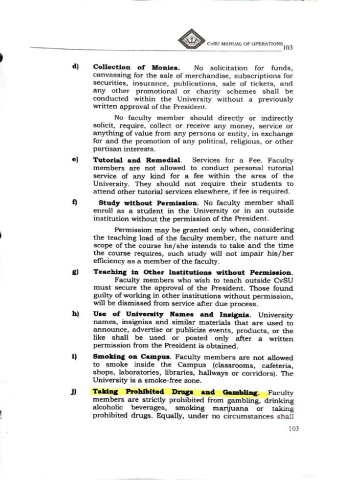 CvSU MANUAL OF OPERATIONS 103
d) Collection of Monies. No solicitation for funds,
canvassing for the sale of merchandise, subscriptions for
securities, insurance, publications, sale of tickets, and
any other promotional or charity schemes shall be
conducted within the University without a previously
written approval of the President.
No faculty member should directly or indirectly
solicit, require, collect or receive any money, service or
anything of value from any persons or entity, in exchange
for and the promotion of any political, religious, or other
partisan interests.
e) Tutorial and Remedial. Services for a Fee. Faculty
members are not allowed to conduct personal tutorial
service of any kind for a fee within the area of the
University. They should not require their students to
attend other tutorial services elsewhere, if fee is required.
f) Study without Permission. No faculty member shall
enroll as a student in the University or in an outside
institution without the permission of the President.
Permission may be granted only when, considering
the teaching load of the faculty member, the nature and
scope of the course he/she intends to take and the time
the course requires, such study will not impair his/her
efficiency as a member of the faculty.
g) Teaching in Other Institutions without Permission.
Faculty members who wish to teach outside CvSU
must secure the approval of the President. Those found
guilty of working in other institutions without permission,
will be dismissed from service after due process.
h) Use of University Names and Insignia. University
names, insignias and similar materials that are used to
announce, advertise or publicize events, products, or the
like shall be used or posted only after a written
permission from the President is obtained.
i) Smoking on Campus. Faculty members are not allowed
to smoke inside the Campus (classrooms, cafeteria,
shops, laboratories, libraries, hallways or corridors). The
University is a smoke-free zone.
j) Taking Prohibited Drugs and Gambling. Faculty
members are strictly prohibited from gambling, drinking
alcoholic beverages, smoking marijuana or taking
prohibited drugs. Equally, under no circumstances shall
103